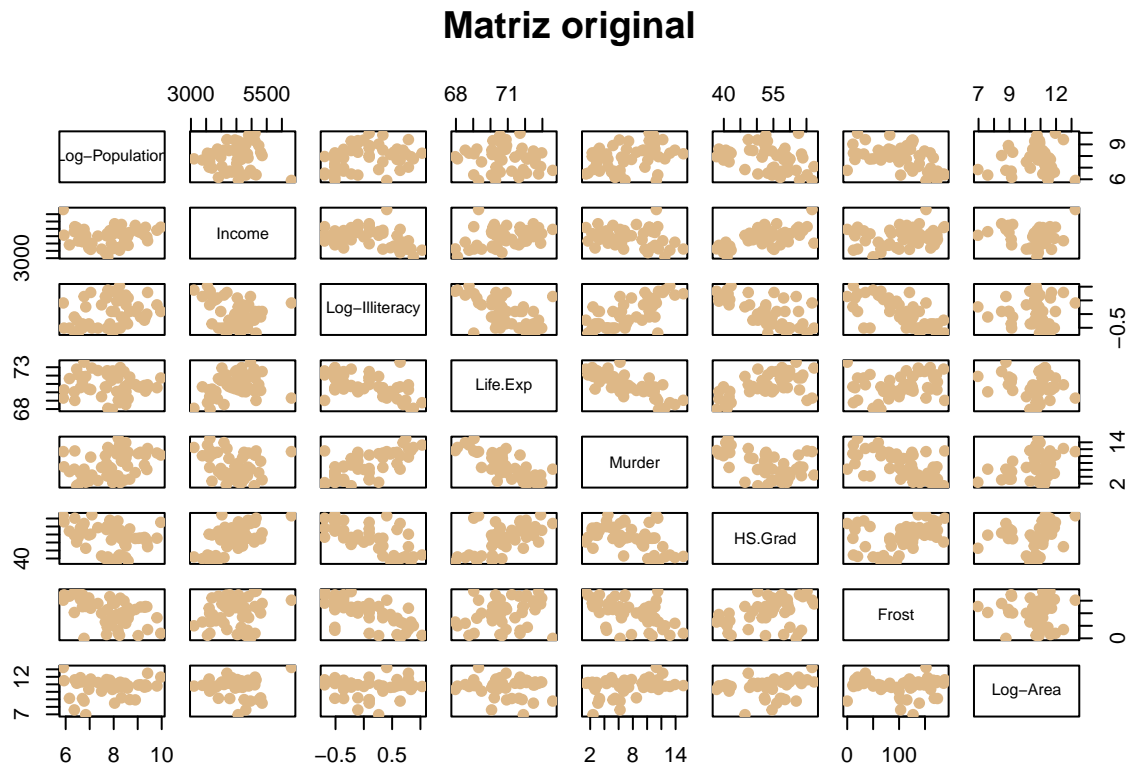 Matriz original
3000 5500 68 71 40 55 7 9 12
Log−Population 6 9
3000 Income
Log−Illiteracy −0.5
68 73 Life.Exp
Murder 2 14
40 HS.Grad
Frost 0
7 12 Log−Area
6 8 10 −0.5 0.5 2 8 14 0 100